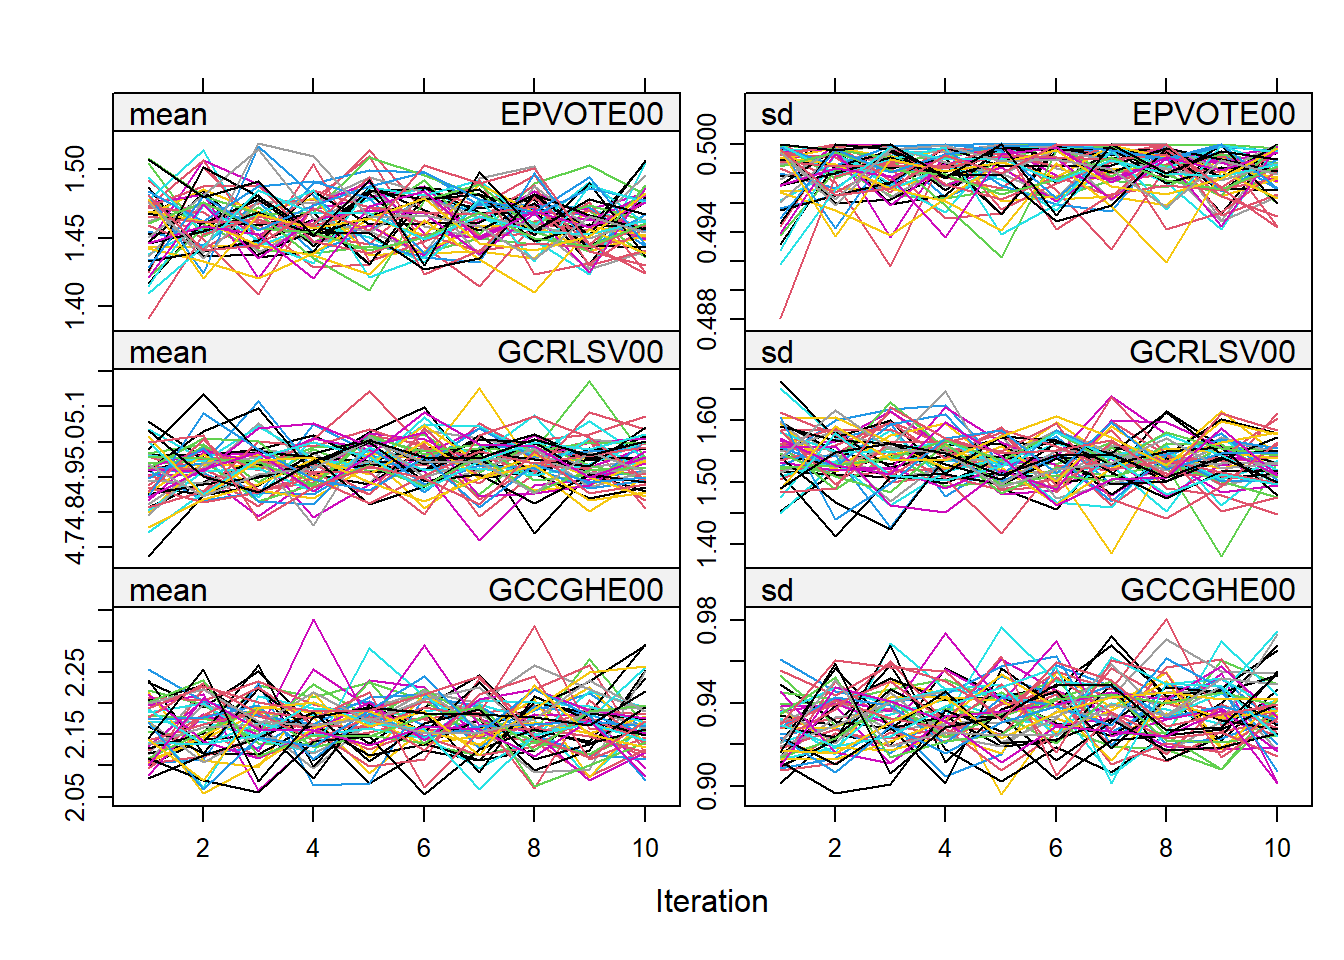 mean EPVOTE00
sd EPVOTE00
1.40 1.45 1.50
0.488 0.494 0.500
mean GCRLSV00
sd GCRLSV00
4.74.84.95.05.1
1.40 1.50 1.60
mean GCCGHE00
sd GCCGHE00
2.05 2.15 2.25
0.90 0.94 0.98
2 4 6 8 10
2 4 6 8 10
Iteration